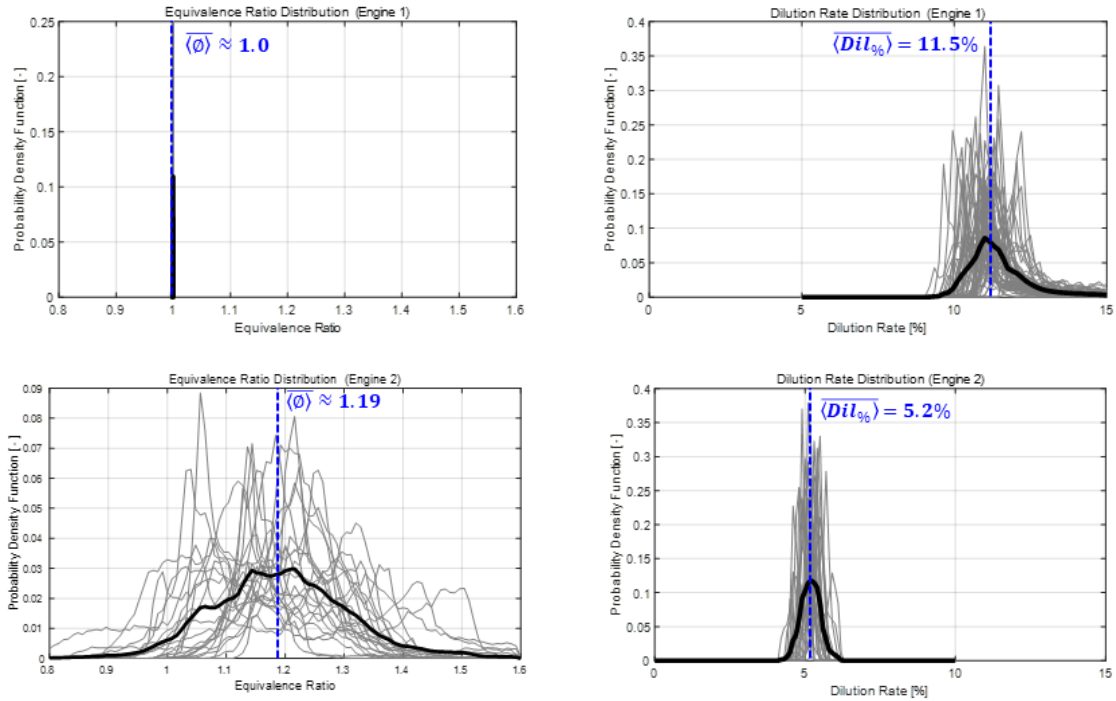 Equivalence Ratio Distribution (Engine 1)
⟨∅⟩ ≈ 1.0
Probability Density Function [-]
0.25
0.2
0.15
0.1
0.05
0
0.8 0.9 1 1.1 1.2 1.3 1.4 1.5 1.6
Equivalence Ratio
Dilution Rate Distribution (Engine 1)
⟨Dil%⟩ = 11.5%
Probability Density Function [-]
0.4
0.35
0.3
0.25
0.2
0.15
0.1
0.05
0
0 5 10 15
Dilution Rate [%]
Equivalence Ratio Distribution (Engine 2)
⟨∅⟩ ≈ 1.19
Probability Density Function [-]
0.09
0.08
0.07
0.06
0.05
0.04
0.03
0.02
0.01
0
0.8 0.9 1 1.1 1.2 1.3 1.4 1.5 1.6
Equivalence Ratio
Dilution Rate Distribution (Engine 2)
⟨Dil%⟩ = 5.2%
Probability Density Function [-]
0.4
0.35
0.3
0.25
0.2
0.15
0.1
0.05
0
0 5 10 15
Dilution Rate [%]